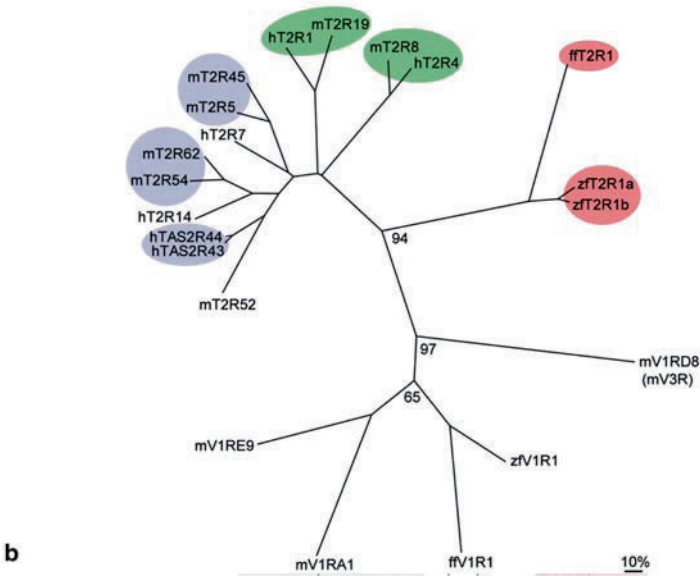 mT2R19
hT2R1
mT2R8
hT2R4
ffT2R1
mT2R45
mT2R5
hT2R7
mT2R62
mT2R54
zfT2R1a
zfT2R1b
hT2R14
hTAS2R44
hTAS2R43
94
mT2R52
97
mV1RD8
(mV3R)
65
mV1RE9
zfV1R1
b
mV1RA1
ffV1R1
10%